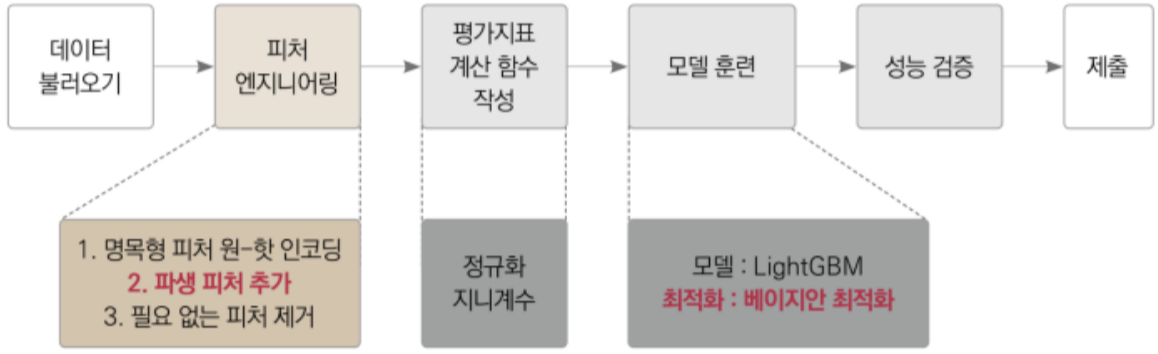 데이터
불러오기
피처
엔지니어링
평가지표
계산 함수
작성
모델 훈련
성능 검증
제출
1. 명목형 피처 원-핫 인코딩
2. 파생 피처 추가
3. 필요 없는 피처 제거
정규화
지니계수
모델 : LightGBM
최적화 : 베이지안 최적화